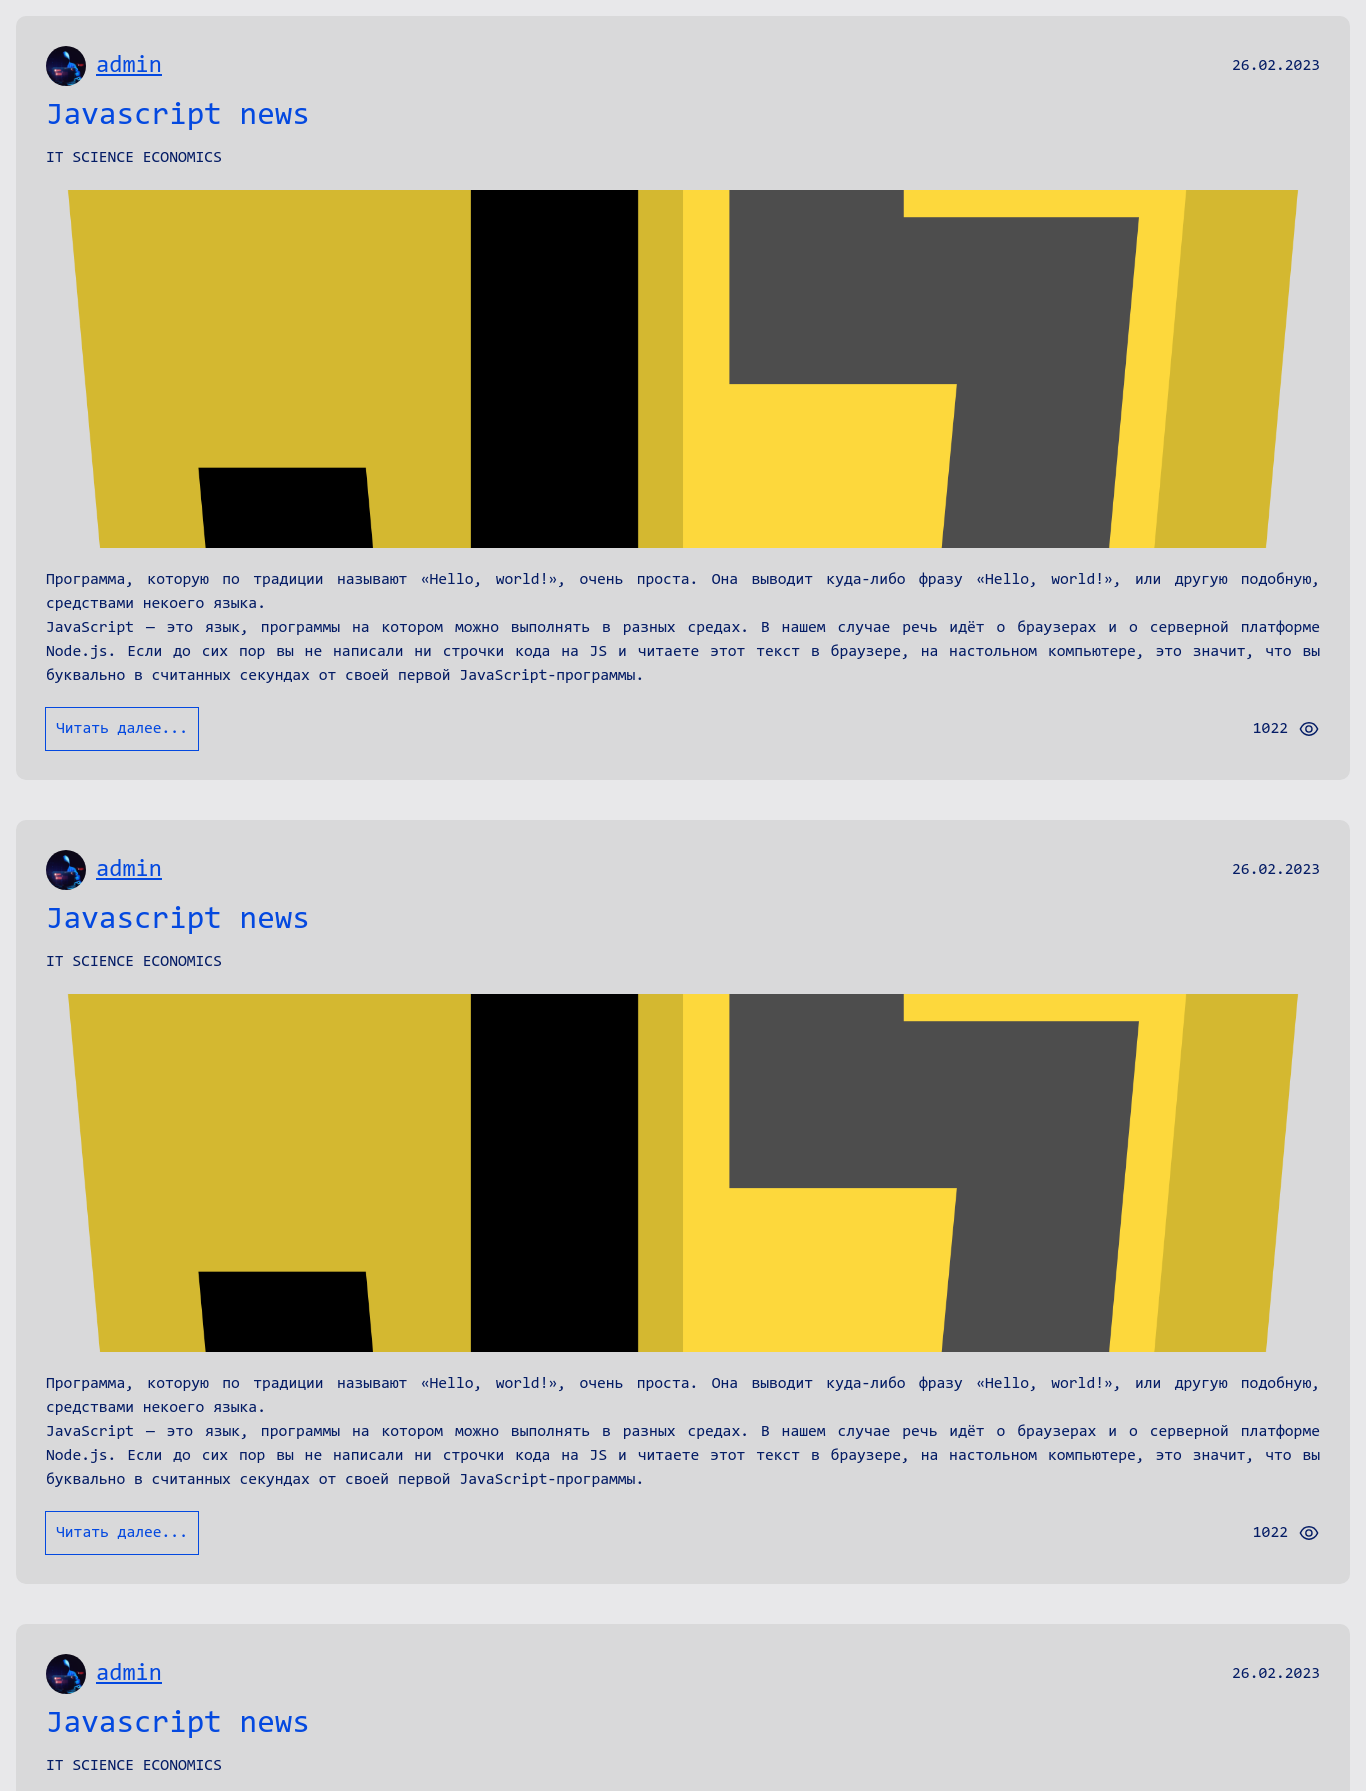 admin
26.02.2023
Javascript news
IT SCIENCE ECONOMICS
Программа, которую по традиции называют «Hello, world!», очень проста. Она выводит куда-либо фразу «Hello, world!», или другую подобную,
средствами некоего языка.
JavaScript — это язык, программы на котором можно выполнять в разных средах. В нашем случае речь идёт о браузерах и о серверной платформе
Node.js. Если до сих пор вы не написали ни строчки кода на JS и читаете этот текст в браузере, на настольном компьютере, это значит, что вы
буквально в считанных секундах от своей первой JavaScript-программы.
Читать далее...
1022
admin
26.02.2023
Javascript news
IT SCIENCE ECONOMICS
Программа, которую по традиции называют «Hello, world!», очень проста. Она выводит куда-либо фразу «Hello, world!», или другую подобную,
средствами некоего языка.
JavaScript — это язык, программы на котором можно выполнять в разных средах. В нашем случае речь идёт о браузерах и о серверной платформе
Node.js. Если до сих пор вы не написали ни строчки кода на JS и читаете этот текст в браузере, на настольном компьютере, это значит, что вы
буквально в считанных секундах от своей первой JavaScript-программы.
Читать далее...
1022
admin
26.02.2023
Javascript news
IT SCIENCE ECONOMICS